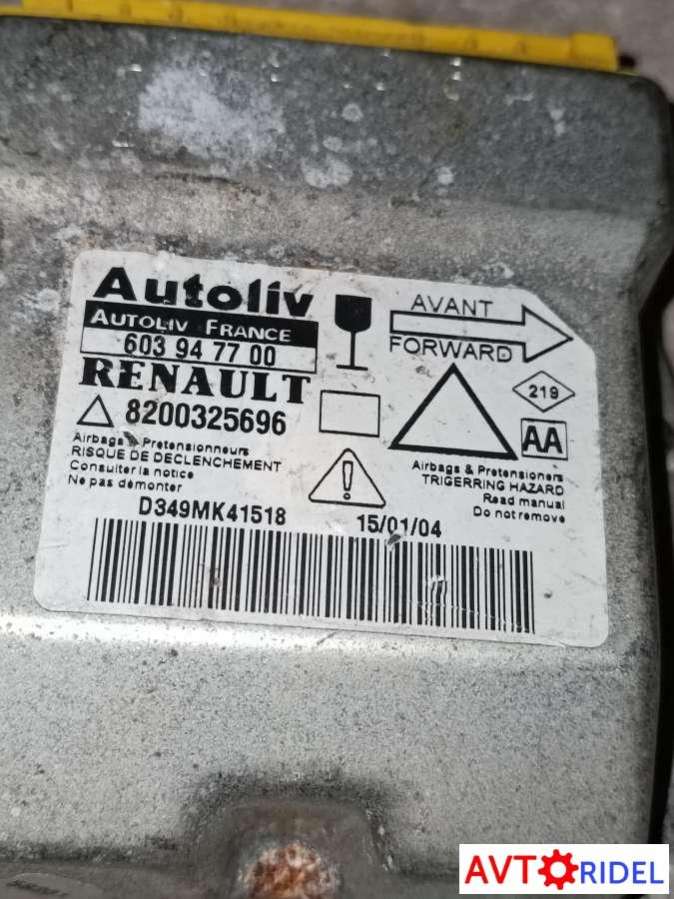 Autoliv
AUTOLIV FRANCE
603 94 77 00
RENAULT
8200325696
Airbags & Pretensionneurs
RISQUE DE DECLENCHEMENT
Consulter la notice
Ne pas démonter
AVANT
FORWARD
219
AA
Airbags & Pretensioners
TRIGERRING HAZARD
Read manual
Do not remove
D349MK41518 15/01/04
AVTORIDEL